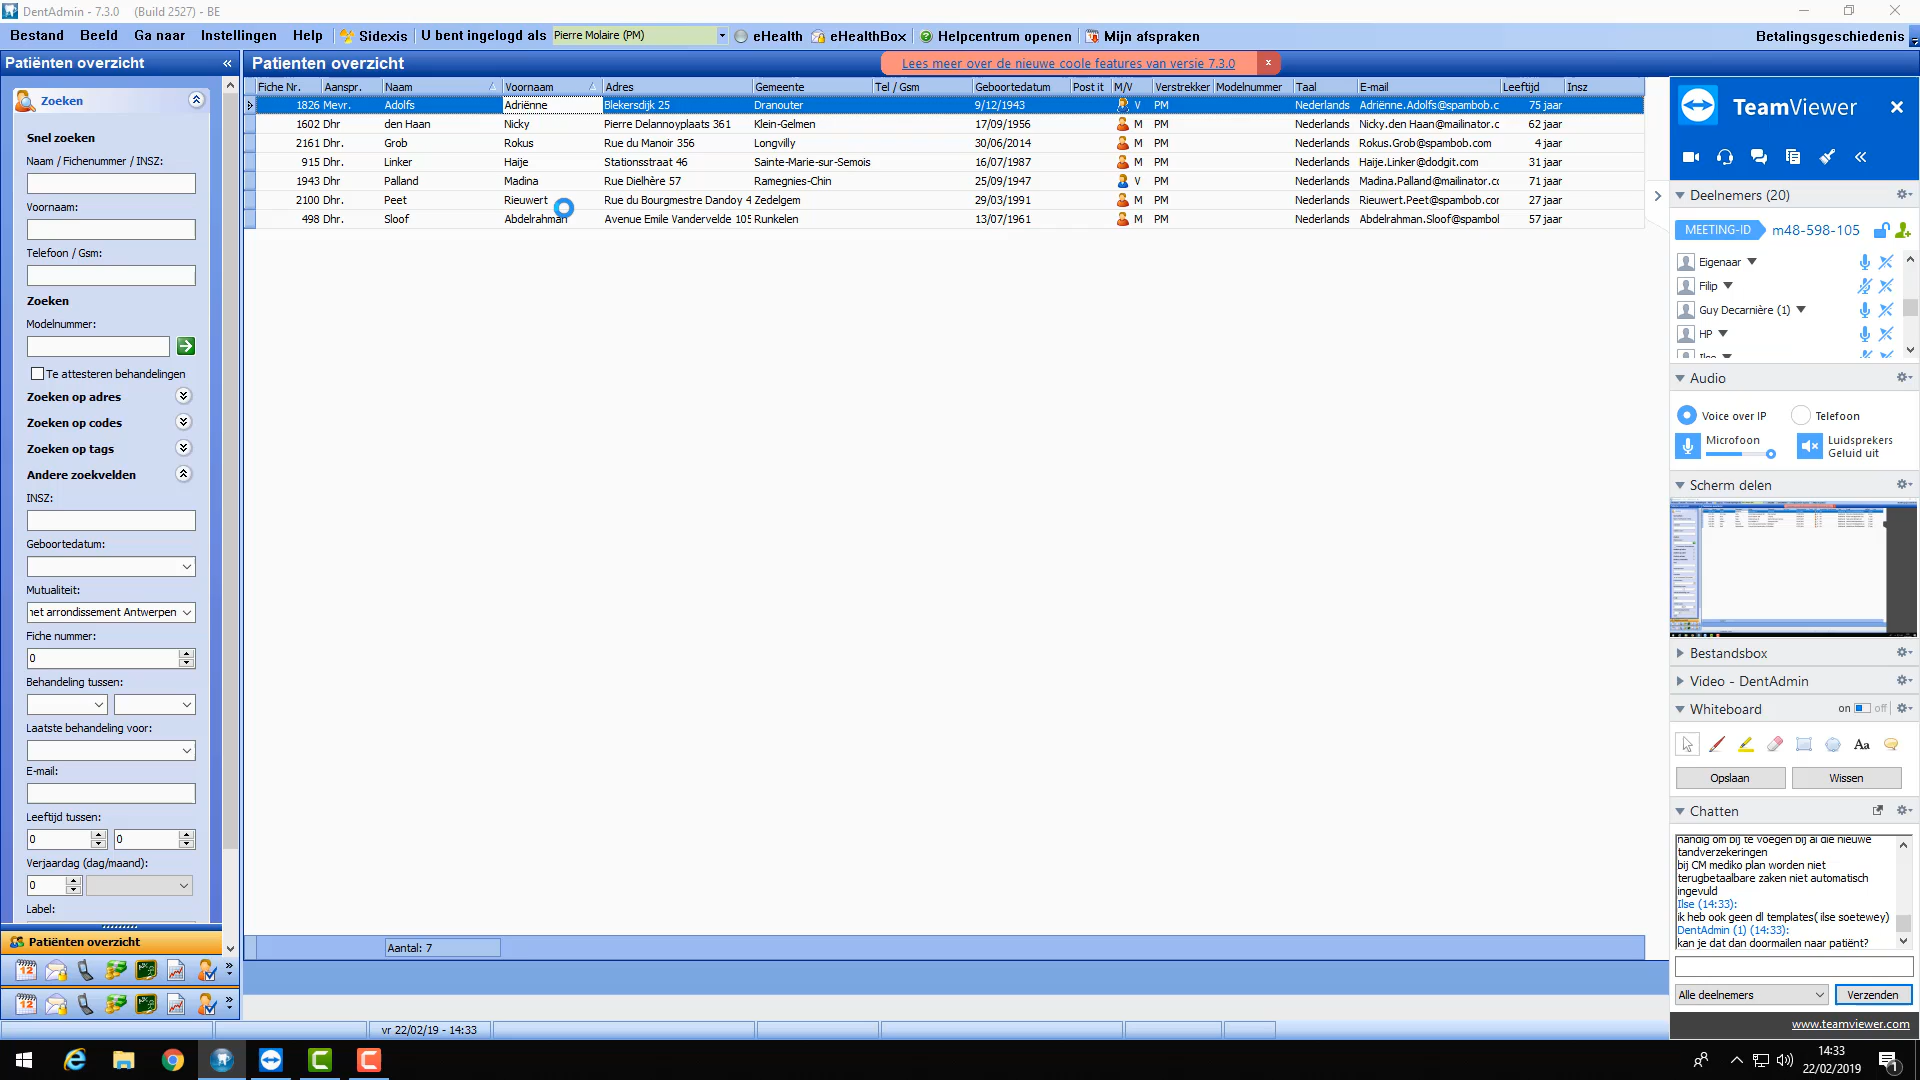 DentAdmin - 7.3.0 (Build 2527) - BE
Bestand Beeld Ga naar Instellingen Help Sidexis U bent ingelogd als Pierre Molaire (PM) eHealth eHealthBox Helpcentrum openen Mijn afspraken Betalingsgeschiedenis
Patiënten overzicht «
Patienten overzicht
Lees meer over de nieuwe coole features van versie 7.3.0 x
Zoeken
Snel zoeken
Naam / Fichenummer / INSZ:
Voornaam:
Telefoon / Gsm:
Zoeken
Modelnummer:
Te attesteren behandelingen
Zoeken op adres
Zoeken op codes
Zoeken op tags
Andere zoekvelden
INSZ:
Geboortedatum:
Mutualiteit:
het arrondissement Antwerpen
Fiche nummer:
0
Behandeling tussen:
Laatste behandeling voor:
E-mail:
Leeftijd tussen:
0 0
Verjaardag (dag/maand):
0
Label:
Patiënten overzicht
Fiche Nr. Aanspr. Naam Voornaam Adres Gemeente Tel / Gsm Geboortedatum Post it M/V Verstrekker Modelnummer Taal E-mail Leeftijd Insz
1826 Mevr. Adolfs Adriënne Blekersdijk 25 Dranouter 9/12/1943 V PM Nederlands Adriënne.Adolfs@spambob.c 75 jaar
1602 Dhr den Haan Nicky Pierre Delannoyplaats 361 Klein-Gelmen 17/09/1956 M PM Nederlands Nicky.den Haan@mailinator.c 62 jaar
2161 Dhr. Grob Rokus Rue du Manoir 356 Longvilly 30/06/2014 M PM Nederlands Rokus.Grob@spambob.com 4 jaar
915 Dhr. Linker Haije Stationsstraat 46 Sainte-Marie-sur-Semois 16/07/1987 M PM Nederlands Haije.Linker@dodgit.com 31 jaar
1943 Dhr Palland Madina Rue Dielhère 57 Ramegnies-Chin 25/09/1947 V PM Nederlands Madina.Palland@mailinator.cc 71 jaar
2100 Dhr. Peet Rieuwert Rue du Bourgmestre Dandoy 4 Zedelgem 29/03/1991 M PM Nederlands Rieuwert.Peet@spambob.cor 27 jaar
498 Dhr. Sloof Abdelrahman Avenue Emile Vandervelde 105 Runkelen 13/07/1961 M PM Nederlands Abdelrahman.Sloof@spambol 57 jaar
Aantal: 7
vr 22/02/19 - 14:33
TeamViewer
Deelnemers (20)
MEETING-ID m48-598-105
Eigenaar
Filip
Guy Decarnière (1)
HP
Ilse
Audio
Voice over IP Telefoon
Microfoon Luidsprekers
Geluid uit
Scherm delen
Bestandsbox
Video - DentAdmin
Whiteboard on off
Aa
Opslaan Wissen
Chatten
handig om bij te voegen bij al die nieuwe
tandverzekeringen
bij CM mediko plan worden niet
terugbetaalbare zaken niet automatisch
ingevuld
Ilse (14:33):
ik heb ook geen dl templates( ilse soetewey)
DentAdmin (1) (14:33):
kan je dat dan doormailen naar patiënt?
Alle deelnemers Verzenden
www.teamviewer.com
14:33
22/02/2019
1